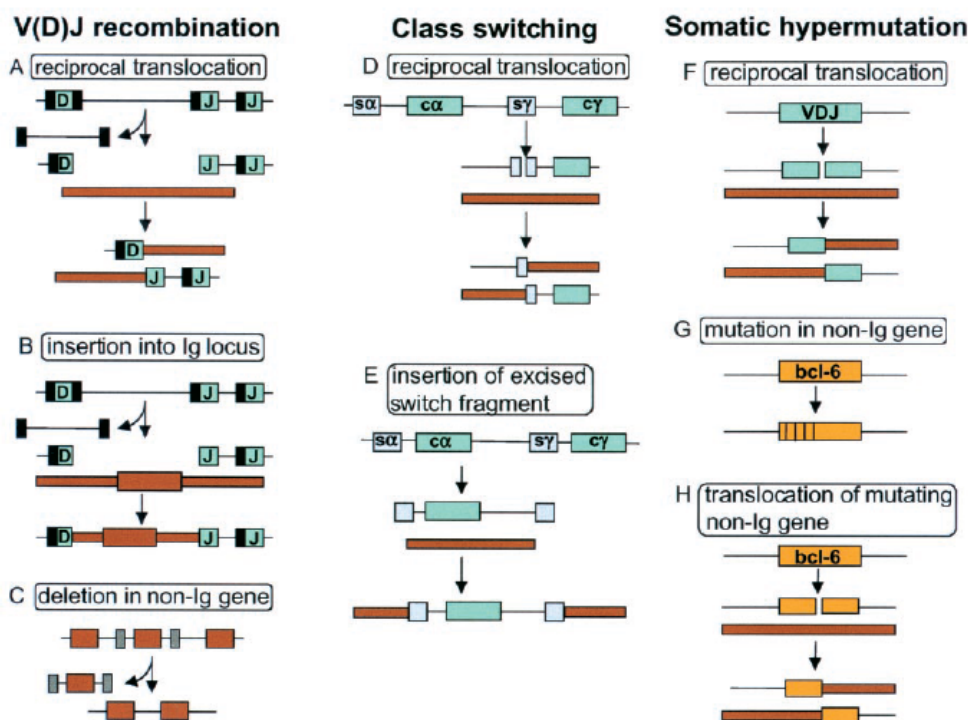 V(D)J recombination
A reciprocal translocation
D J J
D J J
D
J J
B insertion into Ig locus
D J J
D J J
D J J
C deletion in non-Ig gene
Class switching
D reciprocal translocation
sα cα sγ cγ
E insertion of excised
switch fragment
sα cα sγ cγ
Somatic hypermutation
F reciprocal translocation
VDJ
G mutation in non-Ig gene
bcl-6
H translocation of mutating
non-Ig gene
bcl-6